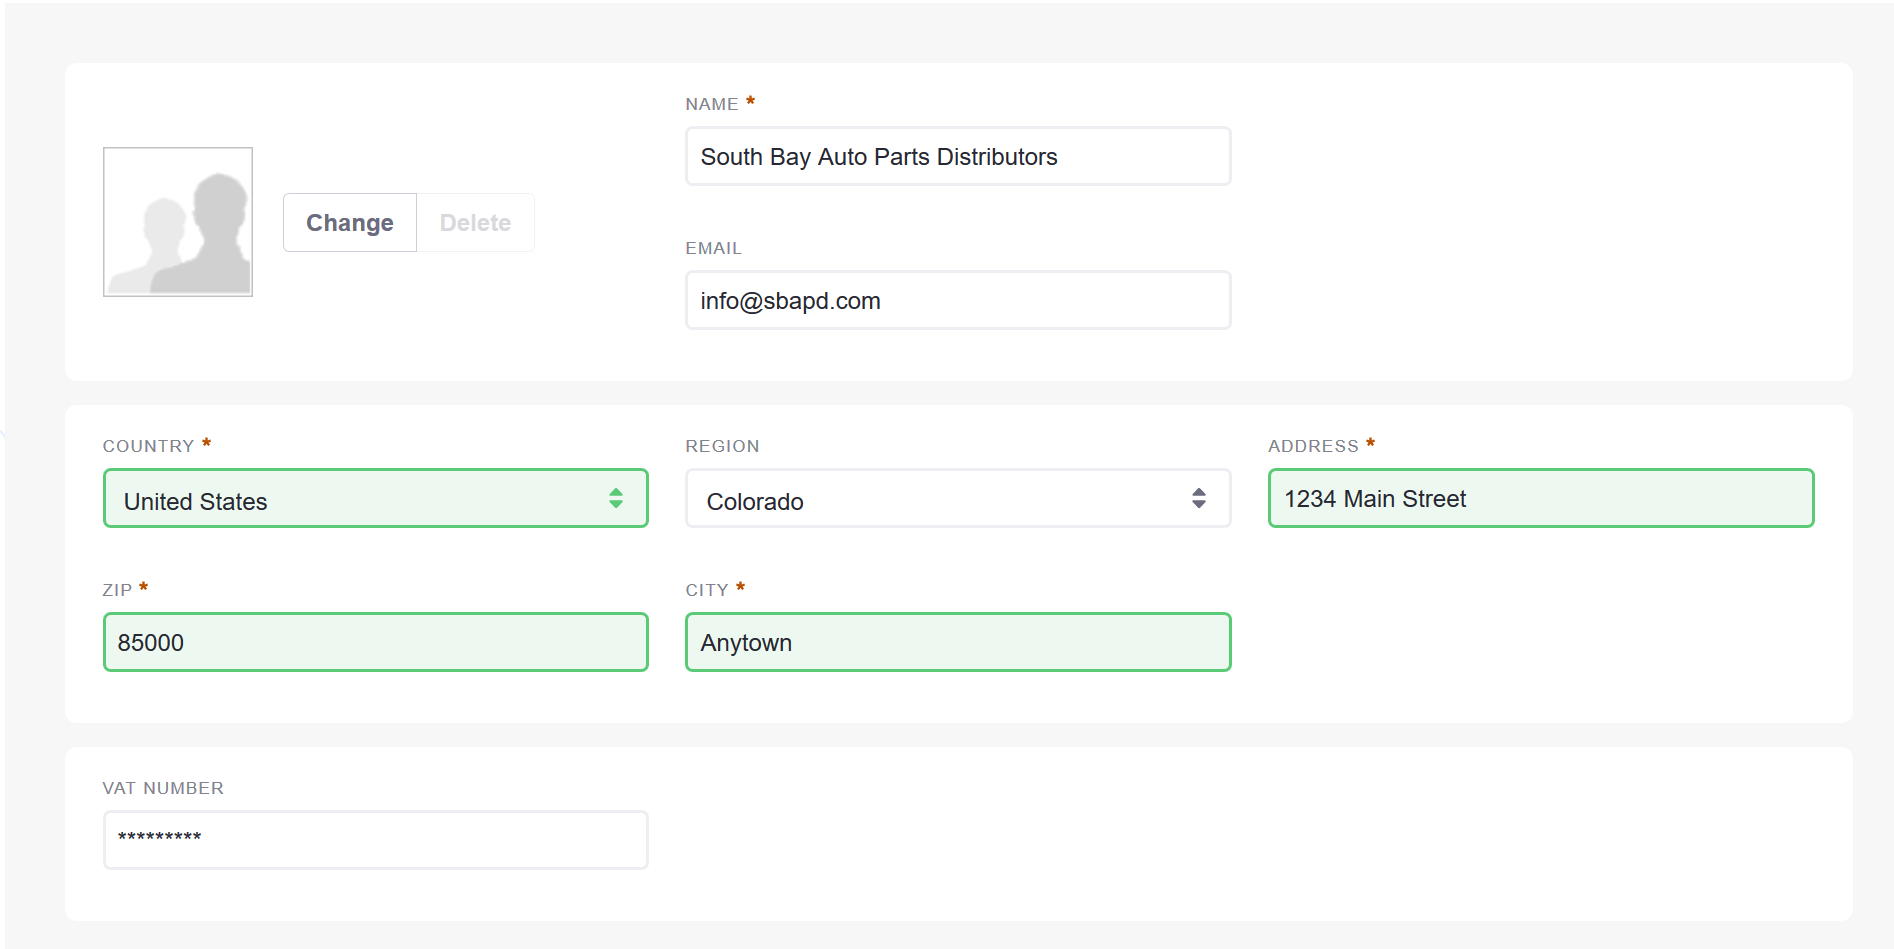 NAME *
South Bay Auto Parts Distributors
Change Delete
EMAIL
info@sbapd.com
COUNTRY * REGION ADDRESS *
United States Colorado 1234 Main Street
ZIP * CITY *
85000 Anytown
VAT NUMBER
*********